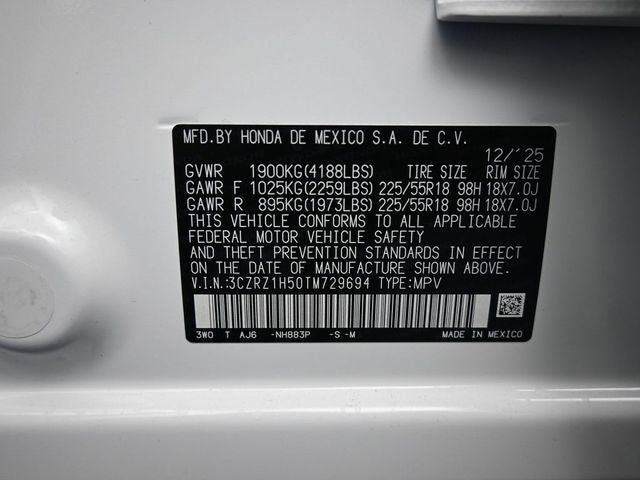 MFD.BY HONDA DE MEXICO S.A. DE C.V.
12/'25
GVWR 1900KG(4188LBS) TIRE SIZE RIM SIZE
GAWR F 1025KG(2259LBS) 225/55R18 98H 18X7.0J
GAWR R 895KG(1973LBS) 225/55R18 98H 18X7.0J
THIS VEHICLE CONFORMS TO ALL APPLICABLE
FEDERAL MOTOR VEHICLE SAFETY
AND THEFT PREVENTION STANDARDS IN EFFECT
ON THE DATE OF MANUFACTURE SHOWN ABOVE.
V.I.N.:3CZRZ1H50TM729694 TYPE:MPV
3W0 T AJ6 -NH883P -S -M MADE IN MEXICO